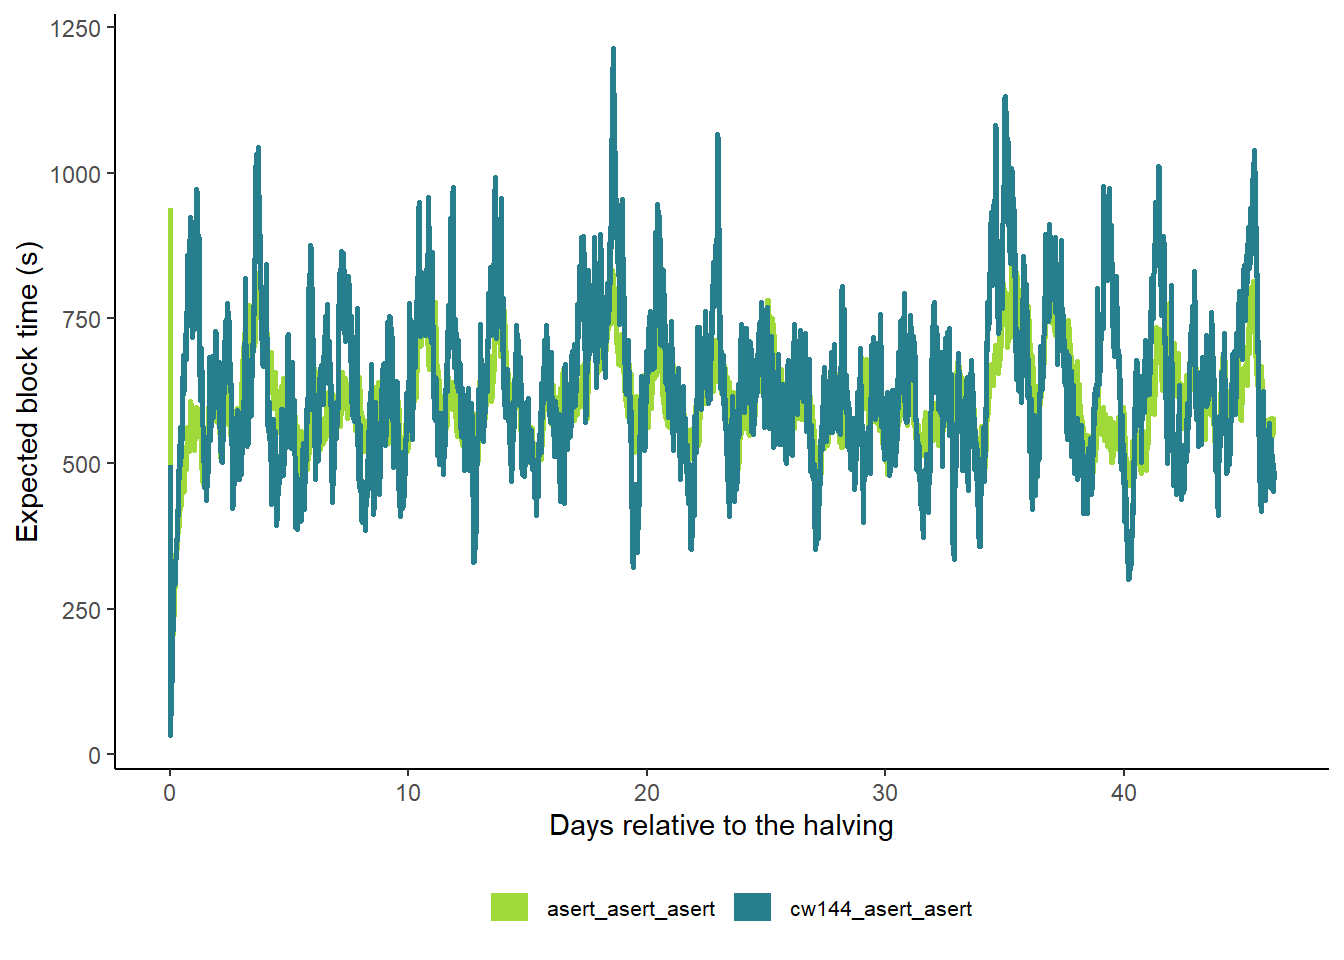 Expected block time (s)
1250
1000
750
500
250
0
0 10 20 30 40
Days relative to the halving
asert_asert_asert cw144_asert_asert